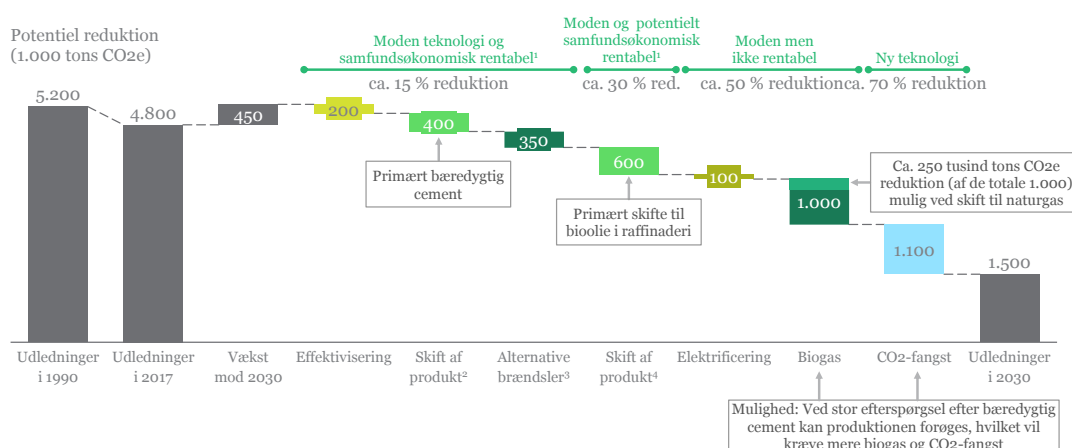 Potentiel reduktion
(1.000 tons CO2e)
Moden teknologi og
samfundsøkonomisk rentabel¹
Moden og potentielt
samfundsøkonomisk
rentabel¹
Moden men
ikke rentabel
Ny teknologi
ca. 15 % reduktion
ca. 30 % red.
ca. 50 % reduktion
ca. 70 % reduktion
5.200
4.800
450
200
400
350
600
100
1.000
1.100
1.500
Primært bæredygtig
cement
Primært skifte til
bioolie i raffinaderi
Ca. 250 tusind tons CO2e
reduktion (af de totale 1.000)
mulig ved skift til naturgas
Udledninger
i 1990
Udledninger
i 2017
Vækst
mod 2030
Effektivisering
Skift af
produkt²
Alternative
brændsler³
Skift af
produkt⁴
Elektrificering
Biogas
CO2-fangst
Udledninger
i 2030
Mulighed: Ved stor efterspørgsel efter bæredygtig
cement kan produktionen forøges, hvilket vil
kræve mere biogas og CO2-fangst